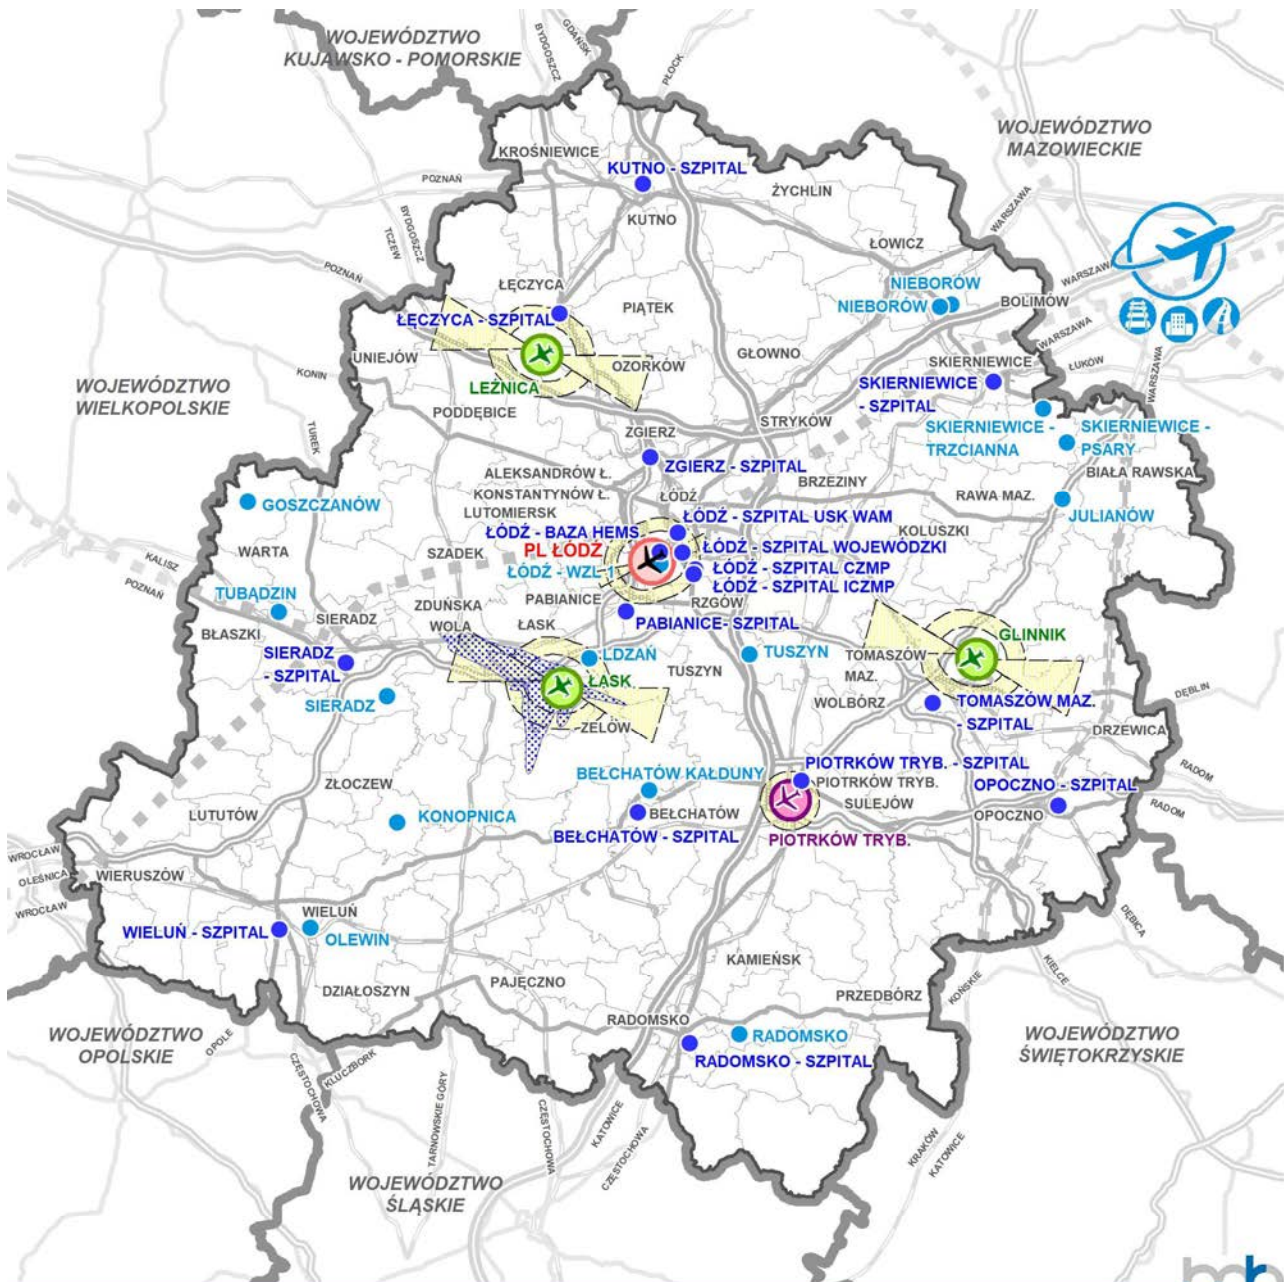 WOJEWÓDZTWO
KUJAWSKO - POMORSKIE
BYDGOSZCZ
GDAŃSK
PŁOCK
WOJEWÓDZTWO
MAZOWIECKIE
KROŚNIEWICE
KUTNO - SZPITAL
POZNAŃ
ŻYCHLIN
WARSZAWA
KUTNO
BYDGOSZCZ
TCZEW
ŁOWICZ
POZNAŃ
WARSZAWA
NIEBORÓW
ŁĘCZYCA
NIEBORÓW
BOLIMÓW
PIĄTEK
ŁĘCZYCA - SZPITAL
WARSZAWA
UNIEJÓW
GŁOWNO
SKIERNIEWICE
ŁUKÓW
WARSZAWA
OZORKÓW
KONIN
LEŹNICA
SKIERNIEWICE
- SZPITAL
WOJEWÓDZTWO
WIELKOPOLSKIE
PODDĘBICE
STRYKÓW
SKIERNIEWICE -
TRZCIANNA
SKIERNIEWICE -
PSARY
TUREK
ZGIERZ
ZGIERZ - SZPITAL
BIAŁA RAWSKA
ALEKSANDRÓW Ł.
BRZEZINY
KONSTANTYNÓW Ł.
ŁÓDŹ
RAWA MAZ.
GOSZCZANÓW
LUTOMIERSK
ŁÓDŹ - SZPITAL USK WAM
JULIANÓW
ŁÓDŹ - BAZA HEMS
KOLUSZKI
WARTA
SZADEK
PL ŁÓDŹ
ŁÓDŹ - SZPITAL WOJEWÓDZKI
KALISZ
ŁÓDŹ - WZL 1
ŁÓDŹ - SZPITAL CZMP
POZNAŃ
ŁÓDŹ - SZPITAL ICZMP
TUBĄDZIN
ZDUŃSKA
WOLA
PABIANICE
RZGÓW
SIERADZ
ŁASK
PABIANICE- SZPITAL
BŁASZKI
GLINNIK
SIERADZ
- SZPITAL
LDZAŃ
TUSZYN
TUSZYN
TOMASZÓW
MAZ.
ŁASK.
DĘBLIN
SIERADZ
WOLBÓRZ
TOMASZÓW MAZ.
- SZPITAL
ZELÓW
DRZEWICA
PIOTRKÓW TRYB. - SZPITAL
RADOM
BEŁCHATÓW KAŁDUNY
ZŁOCZEW
PIOTRKÓW TRYB.
OPOCZNO - SZPITAL
SULEJÓW
RADOM
LUTUTÓW
KONOPNICA
BEŁCHATÓW
OPOCZNO
BEŁCHATÓW - SZPITAL
PIOTRKÓW TRYB.
WROCŁAW
OLEŚNICA
WIERUSZÓW
WROCŁAW
WIELUŃ
WIELUŃ - SZPITAL
OLEWIN
DĘBICA
KAMIEŃSK
KIELCE
PAJĘCZNO
KOŃSKIE
DZIAŁOSZYN
PRZEDBÓRZ
RADOMSKO
WOJEWÓDZTWO
OPOLSKIE
OPOLE
RADOMSKO
WOJEWÓDZTWO
ŚWIĘTOKRZYSKIE
RADOMSKO - SZPITAL
CZĘSTOCHOWA
KLUCZBORK
TARNOWSKIE GÓRY
CZĘSTOCHOWA
KATOWICE
CZĘSTOCHOWA
KRAKÓW
KATOWICE
WOJEWÓDZTWO
ŚLĄSKIE